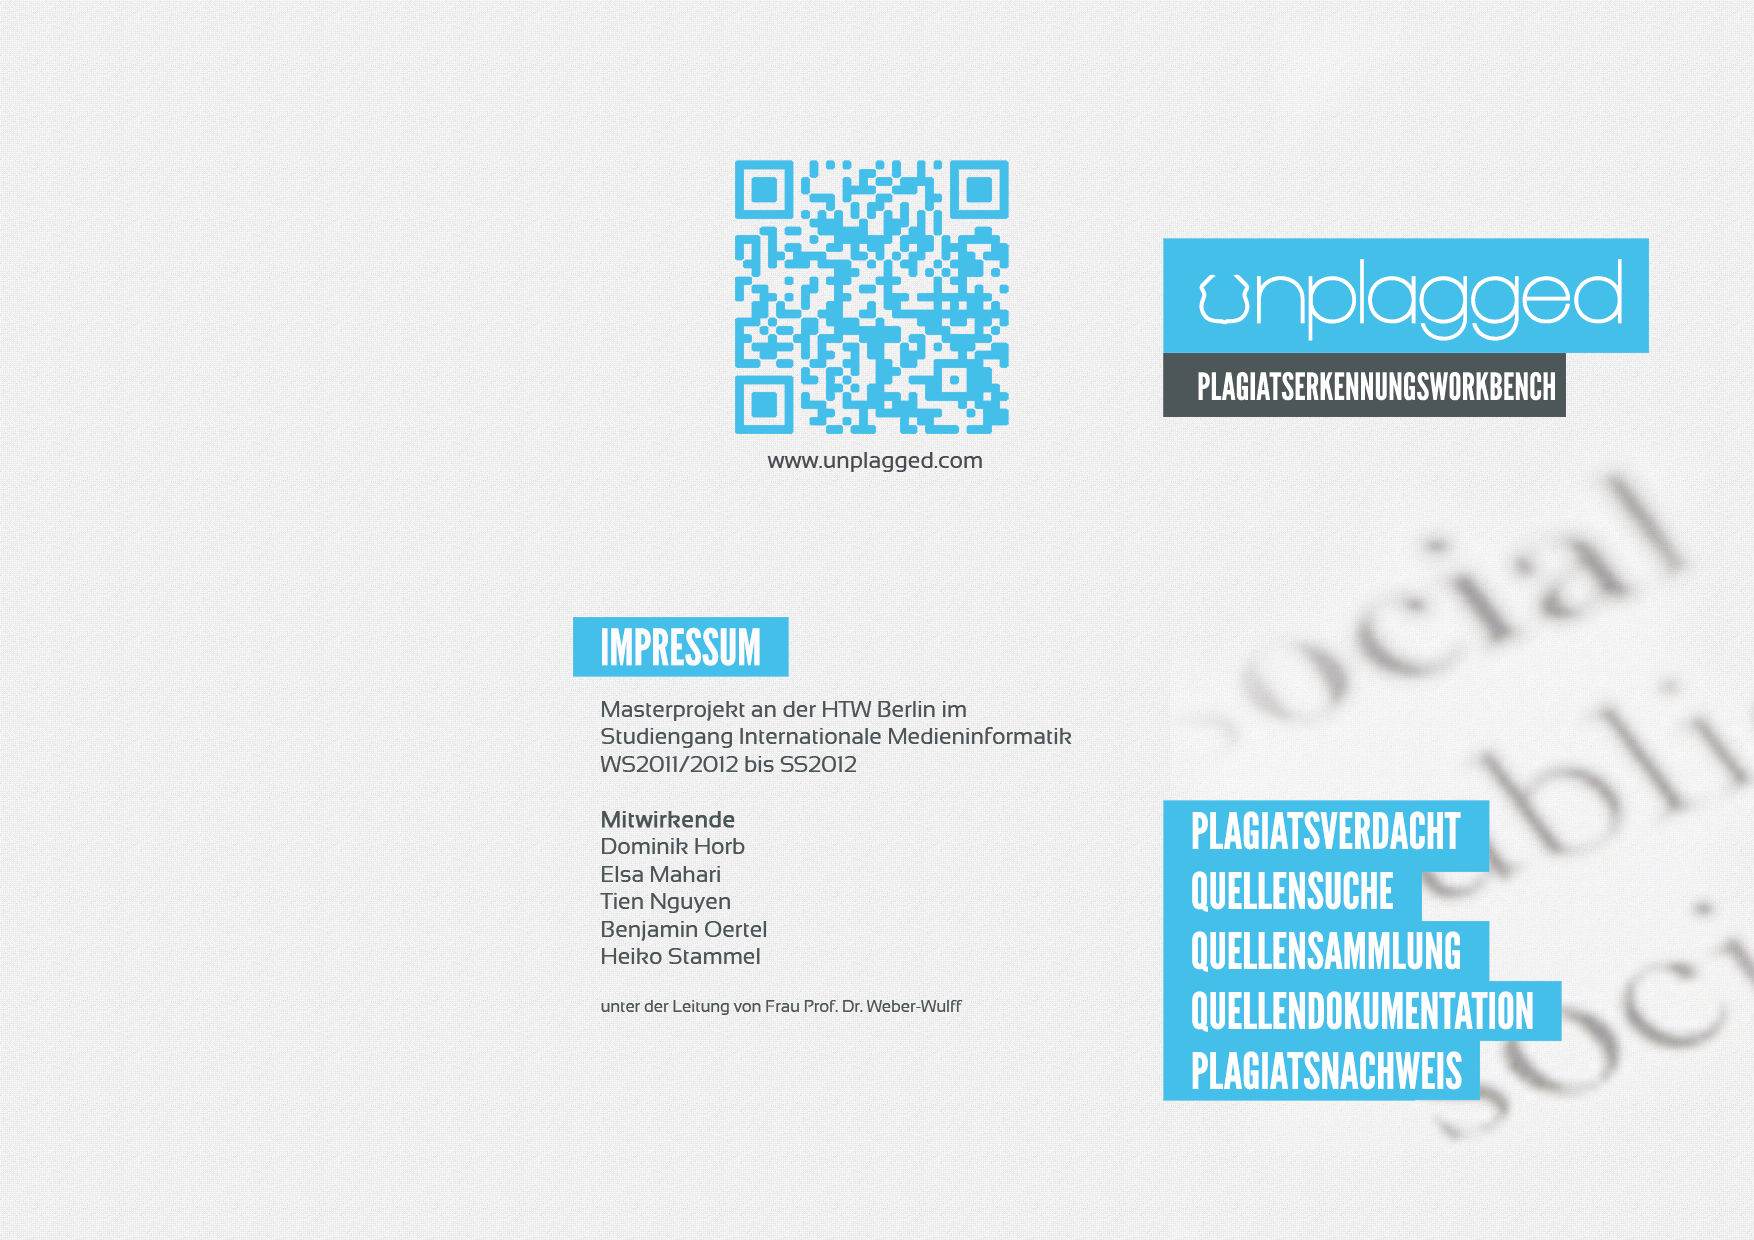 www.unplagged.com
IMPRESSUM
Masterprojekt an der HTW Berlin im
Studiengang Internationale Medieninformatik
WS2011/2012 bis SS2012
Mitwirkende
Dominik Horb
Elsa Mahari
Tien Nguyen
Benjamin Oertel
Heiko Stammel
unter der Leitung von Frau Prof. Dr. Weber-Wulff
unplagged
PLAGIATSERKENNUNGSWORKBENCH
social
PLAGIATSVERDACHT
QUELLENSUCHE
QUELLENSAMMLUNG
QUELLENDOKUMENTATION
PLAGIATSNACHWEIS